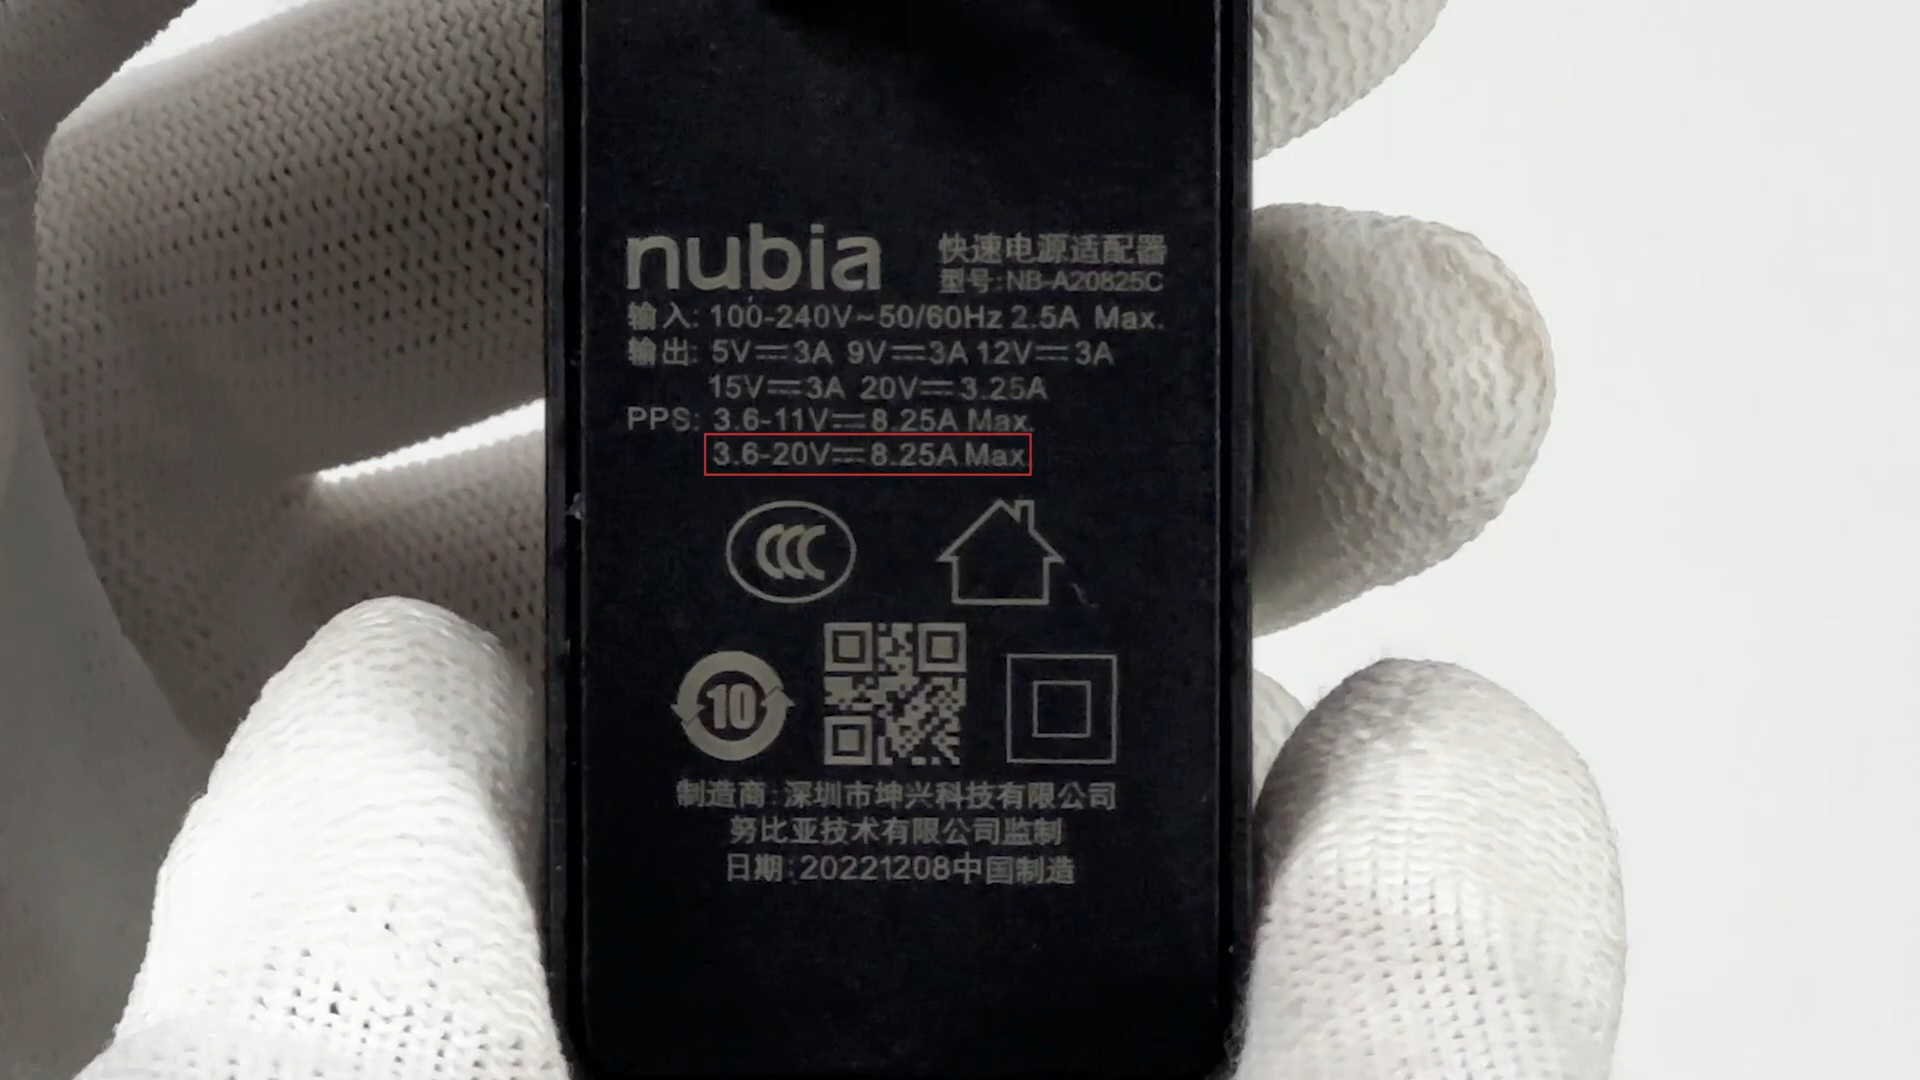 nubia 快速电源适配器
型号:NB-A20825C
输入: 100-240V~50/60Hz 2.5A Max.
输出: 5V⎓3A 9V⎓3A 12V⎓3A
15V⎓3A 20V⎓3.25A
PPS: 3.6-11V⎓8.25A Max.
3.6-20V⎓8.25A Max.
CCC
10
制造商:深圳市坤兴科技有限公司
努比亚技术有限公司监制
日期:20221208中国制造